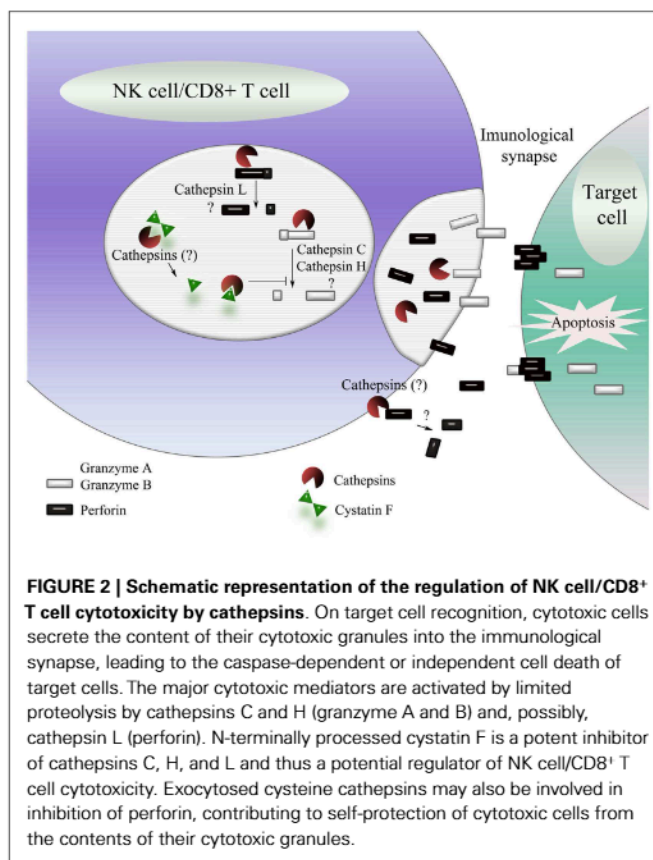 NK cell/CD8+ T cell
Imunological
synapse
Target
cell
Cathepsin L
?
Cathepsins (?)
Cathepsin C
Cathepsin H
?
Apoptosis
Cathepsins (?)
?
Granzyme A
Granzyme B
Perforin
Cathepsins
Cystatin F
FIGURE 2 | Schematic representation of the regulation of NK cell/CD8⁺
T cell cytotoxicity by cathepsins. On target cell recognition, cytotoxic cells
secrete the content of their cytotoxic granules into the immunological
synapse, leading to the caspase-dependent or independent cell death of
target cells. The major cytotoxic mediators are activated by limited
proteolysis by cathepsins C and H (granzyme A and B) and, possibly,
cathepsin L (perforin). N-terminally processed cystatin F is a potent inhibitor
of cathepsins C, H, and L and thus a potential regulator of NK cell/CD8⁺ T
cell cytotoxicity. Exocytosed cysteine cathepsins may also be involved in
inhibition of perforin, contributing to self-protection of cytotoxic cells from
the contents of their cytotoxic granules.